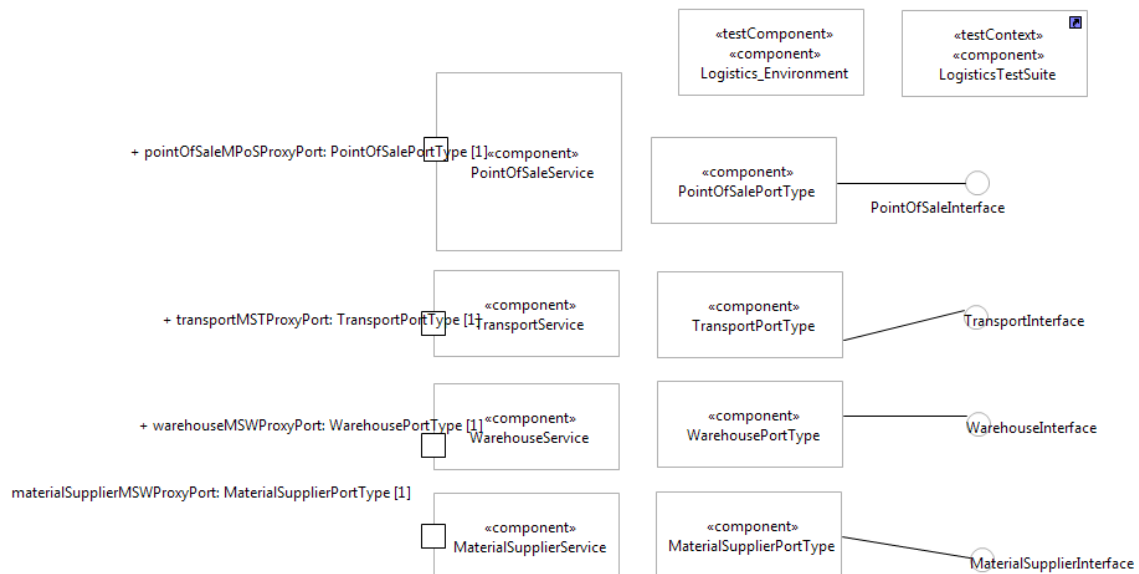 «testComponent»
«component»
Logistics_Environment
«testContext»
«component»
LogisticsTestSuite
+ pointOfSaleMPoSProxyPort: PointOfSalePortType [1]
«component»
PointOfSaleService
«component»
PointOfSalePortType
PointOfSaleInterface
+ transportMSTProxyPort: TransportPortType [1]
«component»
TransportService
«component»
TransportPortType
TransportInterface
+ warehouseMSWProxyPort: WarehousePortType [1]
«component»
WarehouseService
«component»
WarehousePortType
WarehouseInterface
materialSupplierMSWProxyPort: MaterialSupplierPortType [1]
«component»
MaterialSupplierService
«component»
MaterialSupplierPortType
MaterialSupplierInterface